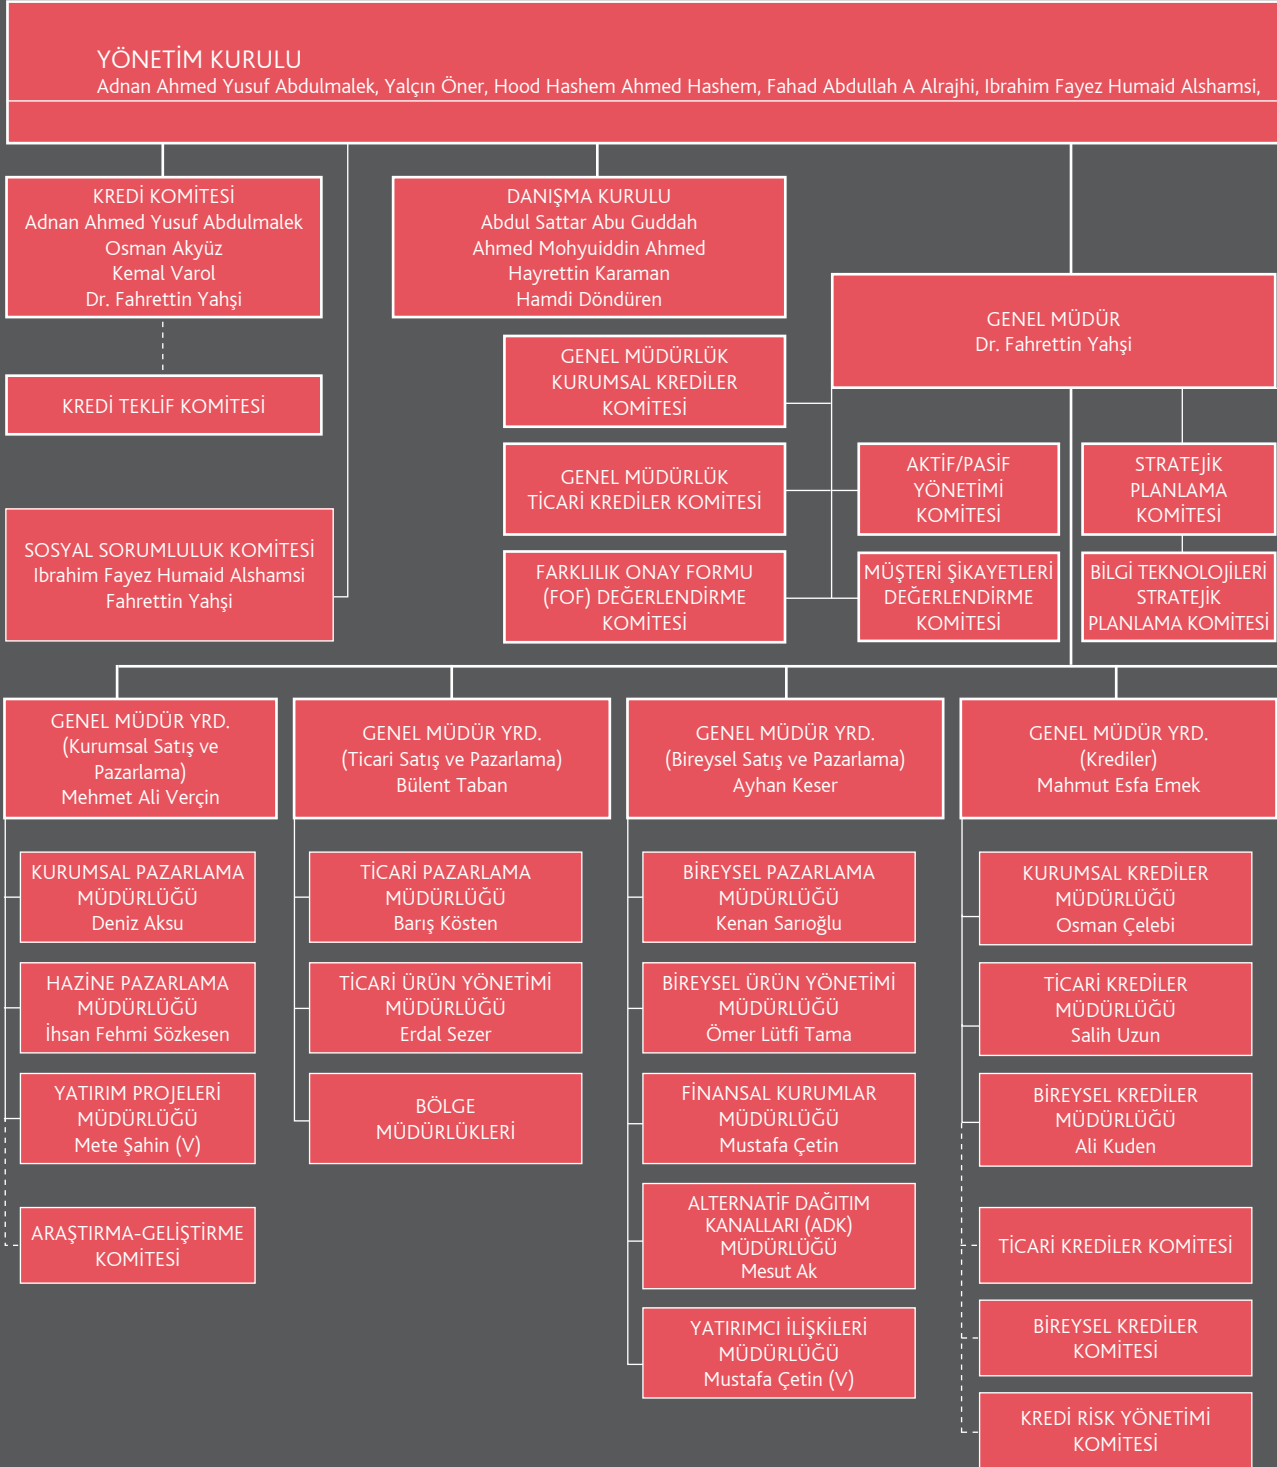 YÖNETİM KURULU
Adnan Ahmed Yusuf Abdulmalek, Yalçın Öner, Hood Hashem Ahmed Hashem, Fahad Abdullah A Alrajhi, Ibrahim Fayez Humaid Alshamsi,
KREDİ KOMİTESİ
Adnan Ahmed Yusuf Abdulmalek
Osman Akyüz
Kemal Varol
Dr. Fahrettin Yahşi
DANIŞMA KURULU
Abdul Sattar Abu Guddah
Ahmed Mohyuiddin Ahmed
Hayrettin Karaman
Hamdi Döndüren
GENEL MÜDÜR
Dr. Fahrettin Yahşi
KREDİ TEKLİF KOMİTESİ
GENEL MÜDÜRLÜK
KURUMSAL KREDİLER
KOMİTESİ
GENEL MÜDÜRLÜK
TİCARİ KREDİLER KOMİTESİ
AKTİF/PASİF
YÖNETİMİ
KOMİTESİ
STRATEJİK
PLANLAMA
KOMİTESİ
SOSYAL SORUMLULUK KOMİTESİ
Ibrahim Fayez Humaid Alshamsi
Fahrettin Yahşi
FARKLILIK ONAY FORMU
(FOF) DEĞERLENDİRME
KOMİTESİ
MÜŞTERİ ŞİKAYETLERİ
DEĞERLENDİRME
KOMİTESİ
BİLGİ TEKNOLOJİLERİ
STRATEJİK
PLANLAMA KOMİTESİ
GENEL MÜDÜR YRD.
(Kurumsal Satış ve
Pazarlama)
Mehmet Ali Verçin
KURUMSAL PAZARLAMA
MÜDÜRLÜĞÜ
Deniz Aksu
HAZİNE PAZARLAMA
MÜDÜRLÜĞÜ
İhsan Fehmi Sözkesen
YATIRIM PROJELERİ
MÜDÜRLÜĞÜ
Mete Şahin (V)
ARAŞTIRMA-GELİŞTİRME
KOMİTESİ
GENEL MÜDÜR YRD.
(Ticari Satış ve Pazarlama)
Bülent Taban
TİCARİ PAZARLAMA
MÜDÜRLÜĞÜ
Barış Kösten
TİCARİ ÜRÜN YÖNETİMİ
MÜDÜRLÜĞÜ
Erdal Sezer
BÖLGE
MÜDÜRLÜKLERİ
GENEL MÜDÜR YRD.
(Bireysel Satış ve Pazarlama)
Ayhan Keser
BİREYSEL PAZARLAMA
MÜDÜRLÜĞÜ
Kenan Sarıoğlu
BİREYSEL ÜRÜN YÖNETİMİ
MÜDÜRLÜĞÜ
Ömer Lütfi Tama
FİNANSAL KURUMLAR
MÜDÜRLÜĞÜ
Mustafa Çetin
ALTERNATİF DAĞITIM
KANALLARI (ADK)
MÜDÜRLÜĞÜ
Mesut Ak
YATIRIMCI İLİŞKİLERİ
MÜDÜRLÜĞÜ
Mustafa Çetin (V)
GENEL MÜDÜR YRD.
(Krediler)
Mahmut Esfa Emek
KURUMSAL KREDİLER
MÜDÜRLÜĞÜ
Osman Çelebi
TİCARİ KREDİLER
MÜDÜRLÜĞÜ
Salih Uzun
BİREYSEL KREDİLER
MÜDÜRLÜĞÜ
Ali Kuden
TİCARİ KREDİLER KOMİTESİ
BİREYSEL KREDİLER
KOMİTESİ
KREDİ RİSK YÖNETİMİ
KOMİTESİ